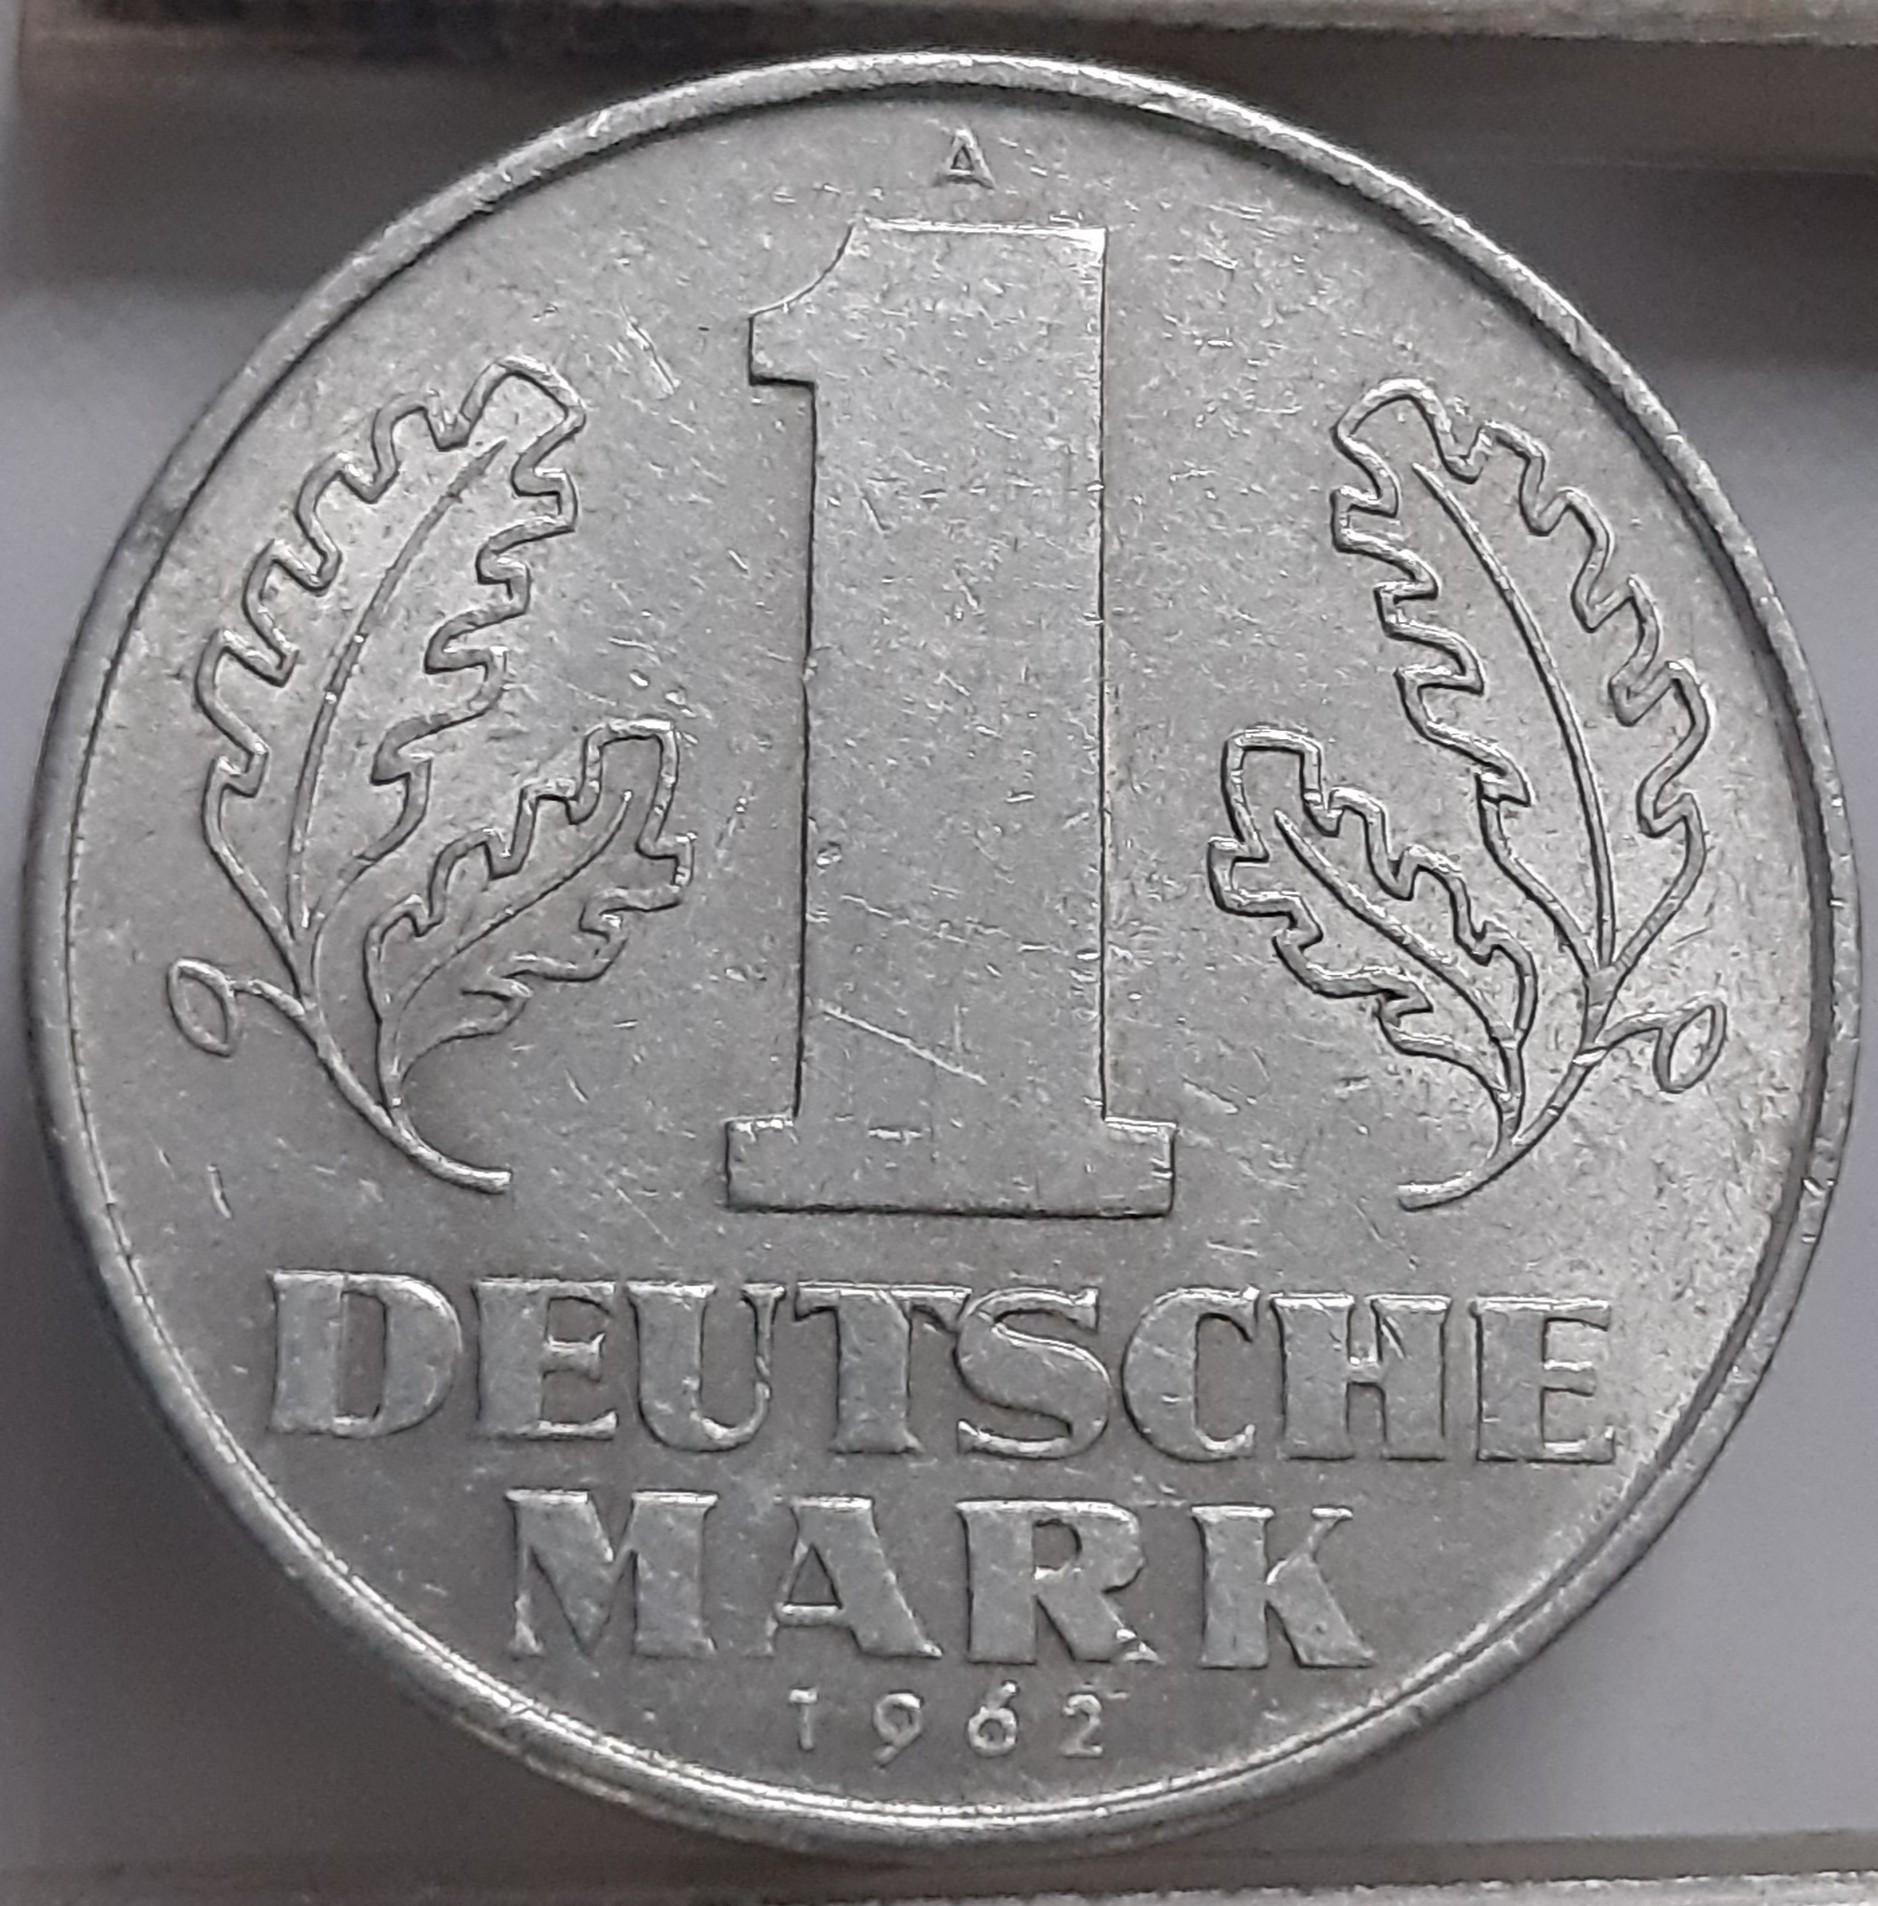 A
1
DEUTSCHE
MARK
1962